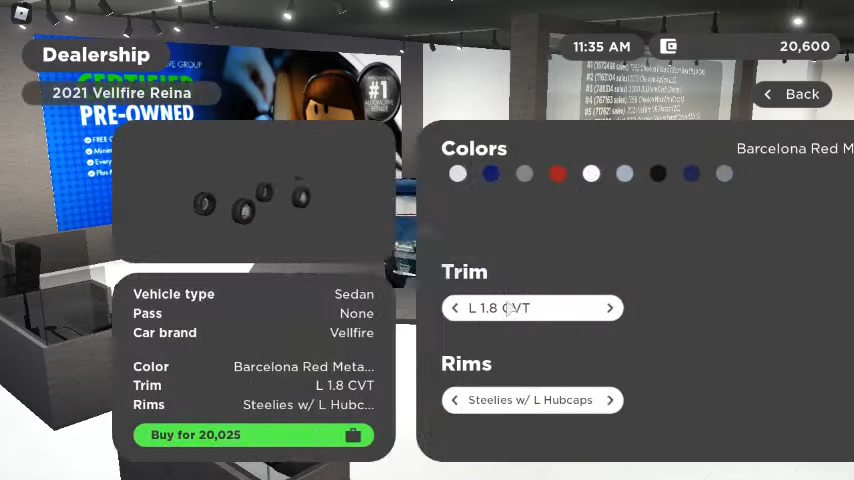 Dealership
11:35 AM
20,600
2021 Vellfire Reina
PRE-OWNED
#1
Back
Colors
Barcelona Red M
Trim
L 1.8 CVT
Rims
Steelies w/ L Hubcaps
Vehicle type Sedan
Pass None
Car brand Vellfire
Color Barcelona Red Meta...
Trim L 1.8 CVT
Rims Steelies w/ L Hubc...
Buy for 20,025